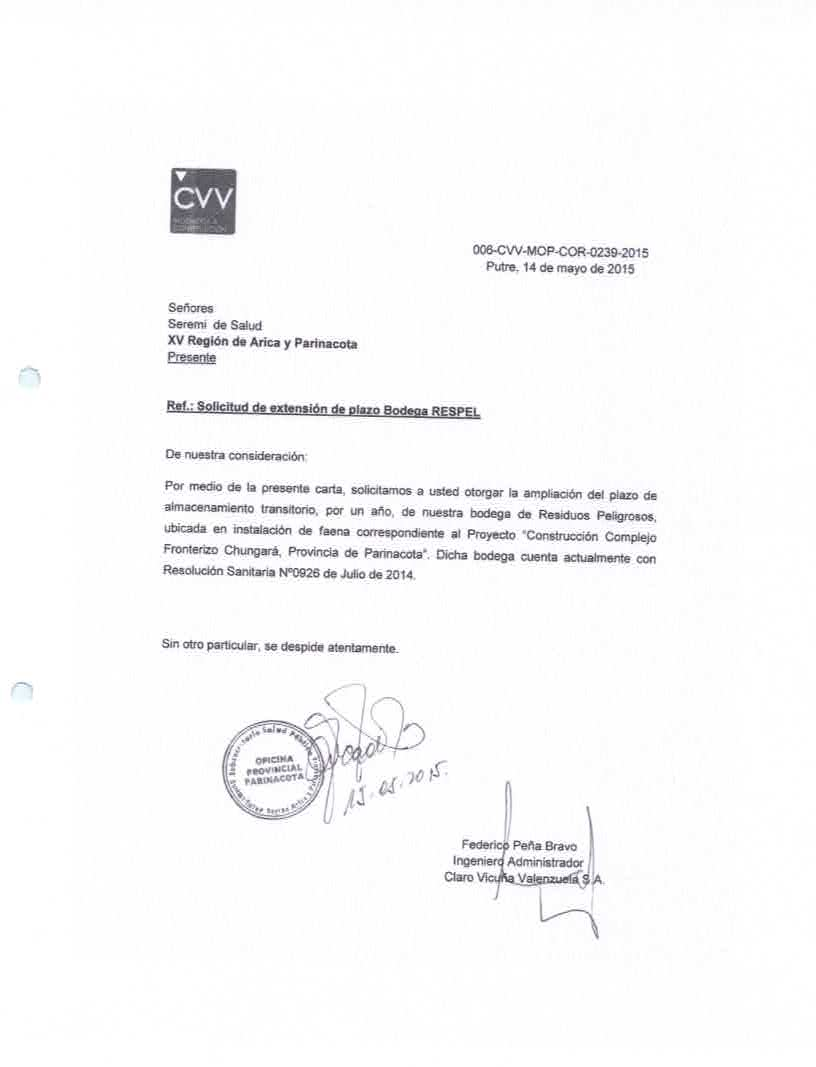 CVV
INGENIERÍA &
CONSTRUCCIÓN
006-CVV-MOP-COR-0239-2015
Putre, 14 de mayo de 2015
Señores
Seremi de Salud
XV Región de Arica y Parinacota
Presente
Ref.: Solicitud de extensión de plazo Bodega RESPEL
De nuestra consideración:
Por medio de la presente carta, solicitamos a usted otorgar la ampliación del plazo de
almacenamiento transitorio, por un año, de nuestra bodega de Residuos Peligrosos,
ubicada en instalación de faena correspondiente al Proyecto "Construcción Complejo
Fronterizo Chungará, Provincia de Parinacota". Dicha bodega cuenta actualmente con
Resolución Sanitaria Nº0926 de Julio de 2014.
Sin otro particular, se despide atentamente.
Salud Pública
OFICINA
PROVINCIAL
PARINACOTA
15.05.2015.
Federico Peña Bravo
Ingeniero Administrador
Claro Vicuña Valenzuela S.A.